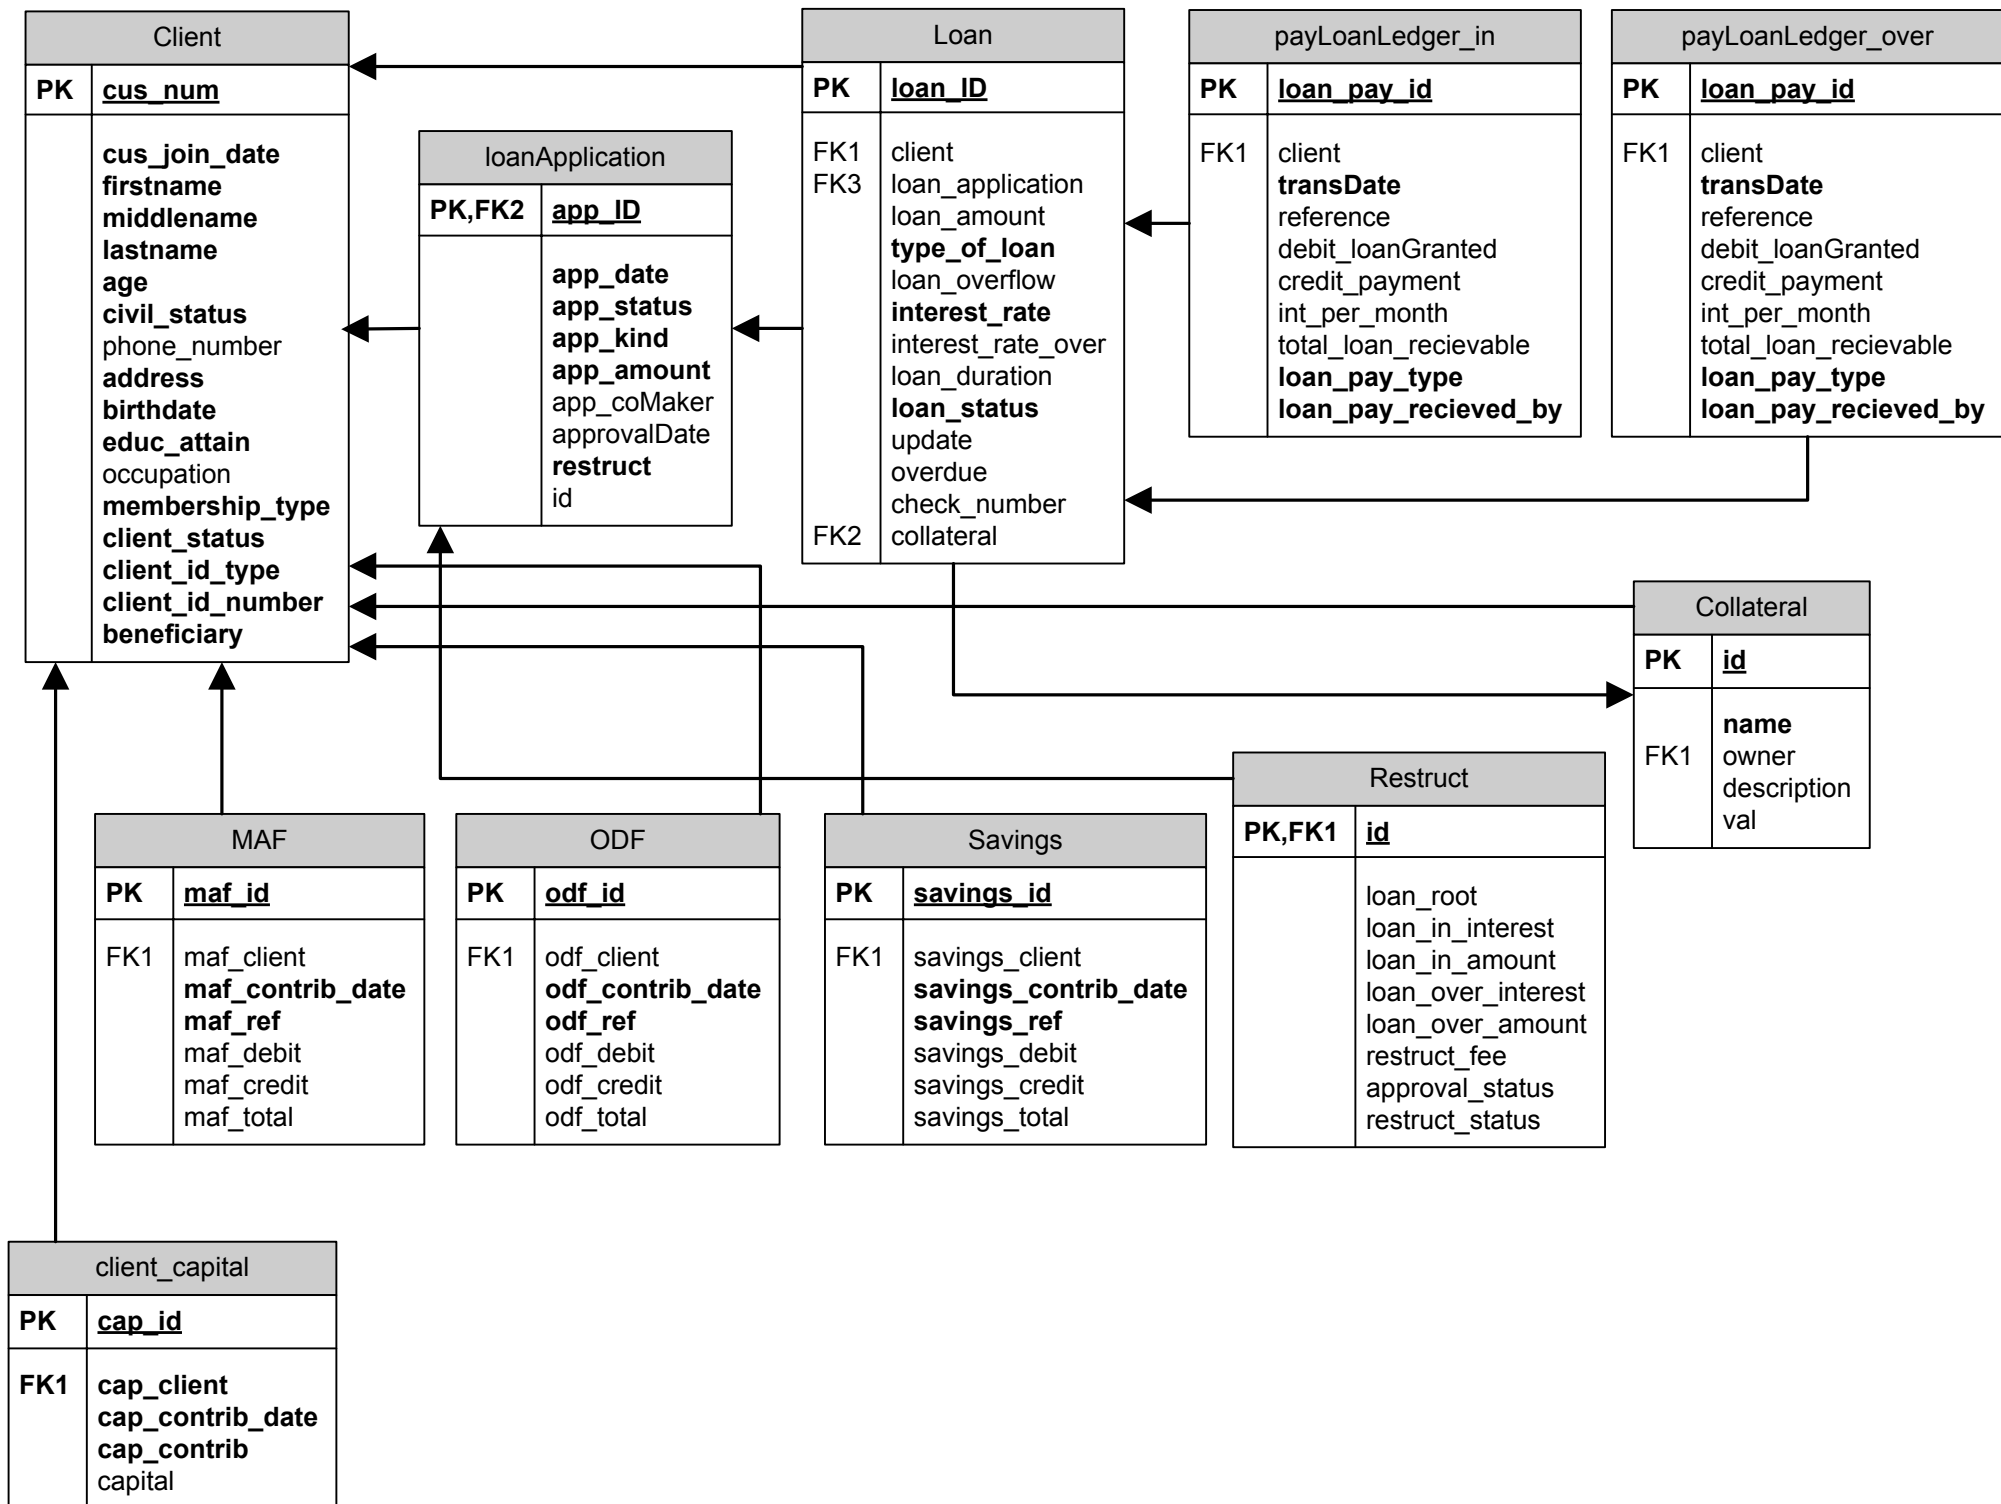 Client
PK cus_num
cus_join_date
firstname
middlename
lastname
age
civil_status
phone_number
address
birthdate
educ_attain
occupation
membership_type
client_status
client_id_type
client_id_number
beneficiary
loanApplication
PK,FK2 app_ID
app_date
app_status
app_kind
app_amount
app_coMaker
approvalDate
restruct
id
Loan
PK loan_ID
FK1 client
FK3 loan_application
loan_amount
type_of_loan
loan_overflow
interest_rate
interest_rate_over
loan_duration
loan_status
update
overdue
check_number
FK2 collateral
payLoanLedger_in
PK loan_pay_id
FK1 client
transDate
reference
debit_loanGranted
credit_payment
int_per_month
total_loan_recievable
loan_pay_type
loan_pay_recieved_by
payLoanLedger_over
PK loan_pay_id
FK1 client
transDate
reference
debit_loanGranted
credit_payment
int_per_month
total_loan_recievable
loan_pay_type
loan_pay_recieved_by
Collateral
PK id
name
FK1 owner
description
val
MAF
PK maf_id
FK1 maf_client
maf_contrib_date
maf_ref
maf_debit
maf_credit
maf_total
ODF
PK odf_id
FK1 odf_client
odf_contrib_date
odf_ref
odf_debit
odf_credit
odf_total
Savings
PK savings_id
FK1 savings_client
savings_contrib_date
savings_ref
savings_debit
savings_credit
savings_total
Restruct
PK,FK1 id
loan_root
loan_in_interest
loan_in_amount
loan_over_interest
loan_over_amount
restruct_fee
approval_status
restruct_status
client_capital
PK cap_id
FK1 cap_client
cap_contrib_date
cap_contrib
capital